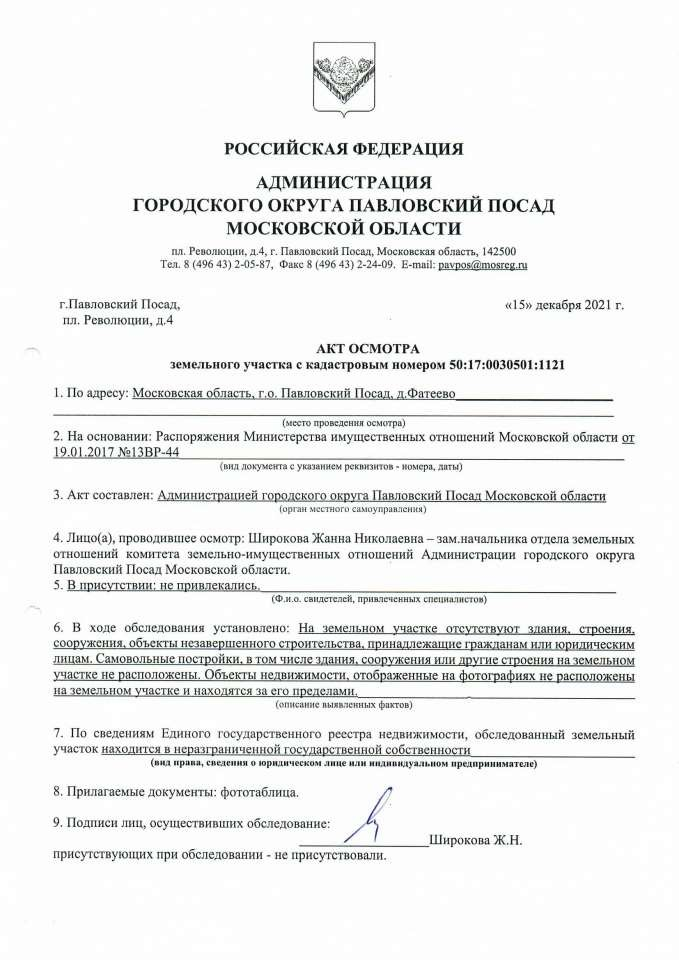 РОССИЙСКАЯ ФЕДЕРАЦИЯ
АДМИНИСТРАЦИЯ
ГОРОДСКОГО ОКРУГА ПАВЛОВСКИЙ ПОСАД
МОСКОВСКОЙ ОБЛАСТИ
пл. Революции, д.4, г. Павловский Посад, Московская область, 142500
Тел. 8 (496 43) 2-05-87, Факс 8 (496 43) 2-24-09. E-mail: pavpos@mosreg.ru
г.Павловский Посад, «15» декабря 2021 г.
пл. Революции, д.4
АКТ ОСМОТРА
земельного участка с кадастровым номером 50:17:0030501:1121
1. По адресу: Московская область, г.о. Павловский Посад, д.Фатеево
(место проведения осмотра)
2. На основании: Распоряжения Министерства имущественных отношений Московской области от
19.01.2017 №13ВР-44
(вид документа с указанием реквизитов - номера, даты)
3. Акт составлен: Администрацией городского округа Павловский Посад Московской области
(орган местного самоуправления)
4. Лицо(а), проводившее осмотр: Широкова Жанна Николаевна – зам.начальника отдела земельных
отношений комитета земельно-имущественных отношений Администрации городского округа
Павловский Посад Московской области.
5. В присутствии: не привлекались.
(Ф.и.о. свидетелей, привлеченных специалистов)
6. В ходе обследования установлено: На земельном участке отсутствуют здания, строения,
сооружения, объекты незавершенного строительства, принадлежащие гражданам или юридическим
лицам. Самовольные постройки, в том числе здания, сооружения или другие строения на земельном
участке не расположены. Объекты недвижимости, отображенные на фотографиях не расположены
на земельном участке и находятся за его пределами.
(описание выявленных фактов)
7. По сведениям Единого государственного реестра недвижимости, обследованный земельный
участок находится в неразграниченной государственной собственности
(вид права, сведения о юридическом лице или индивидуальном предпринимателе)
8. Прилагаемые документы: фототаблица.
9. Подписи лиц, осуществивших обследование:
Широкова Ж.Н.
присутствующих при обследовании - не присутствовали.